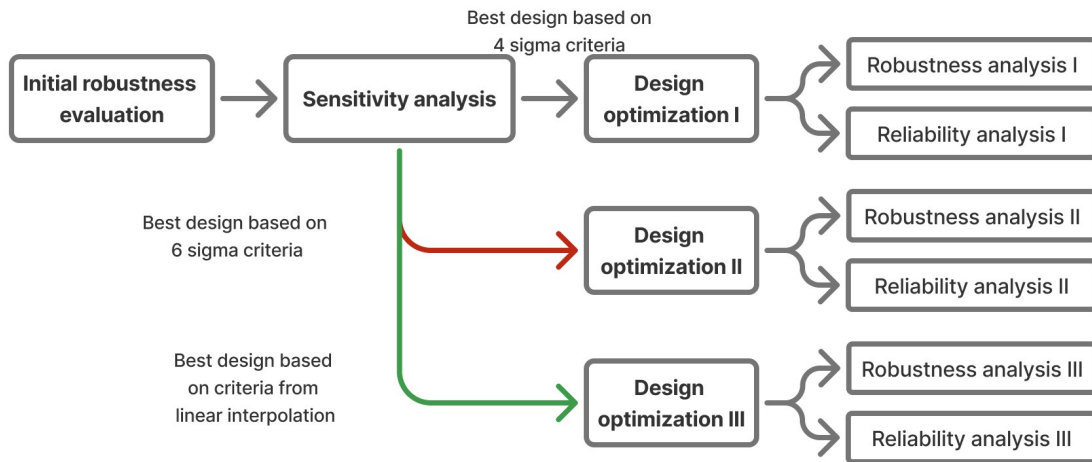 Best design based on
4 sigma criteria
Initial robustness
evaluation
Sensitivity analysis
Design
optimization I
Robustness analysis I
Reliability analysis I
Best design based on
6 sigma criteria
Design
optimization II
Robustness analysis II
Reliability analysis II
Best design based
on criteria from
linear interpolation
Design
optimization III
Robustness analysis III
Reliability analysis III